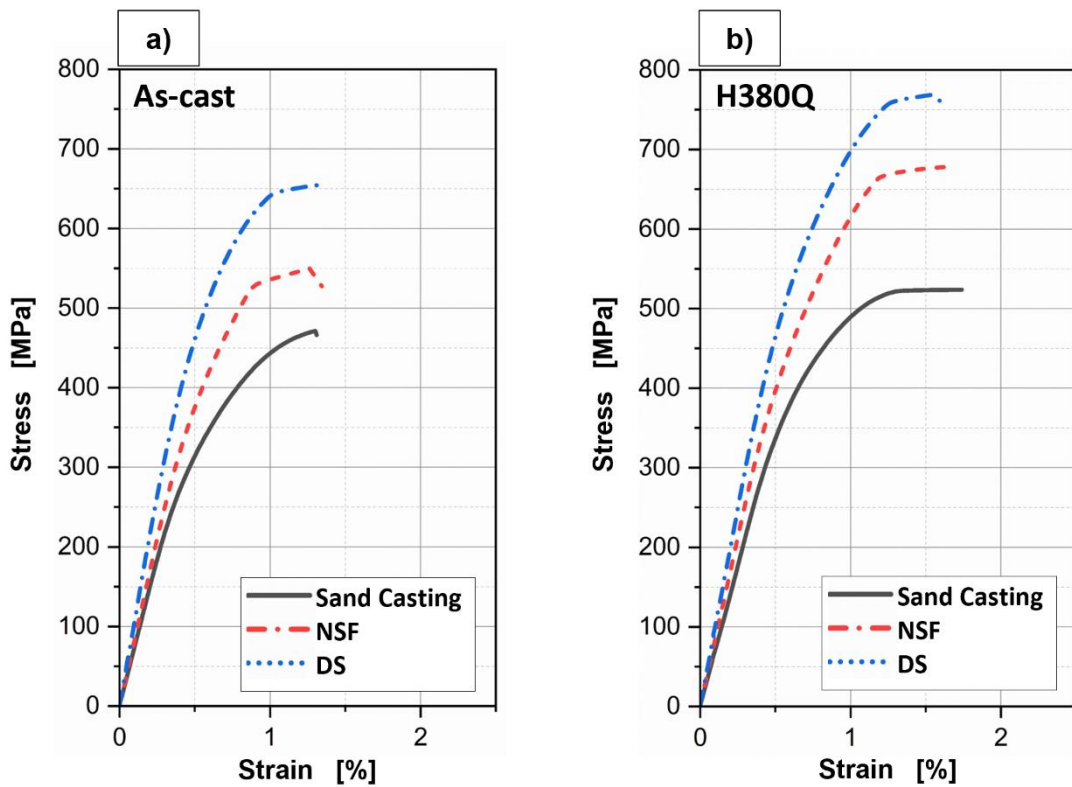 a)
As-cast
Stress [MPa]
800
700
600
500
400
300
200
100
0
0 1 2
Strain [%]
Sand Casting
NSF
DS
b)
H380Q
Stress [MPa]
800
700
600
500
400
300
200
100
0
0 1 2
Strain [%]
Sand Casting
NSF
DS